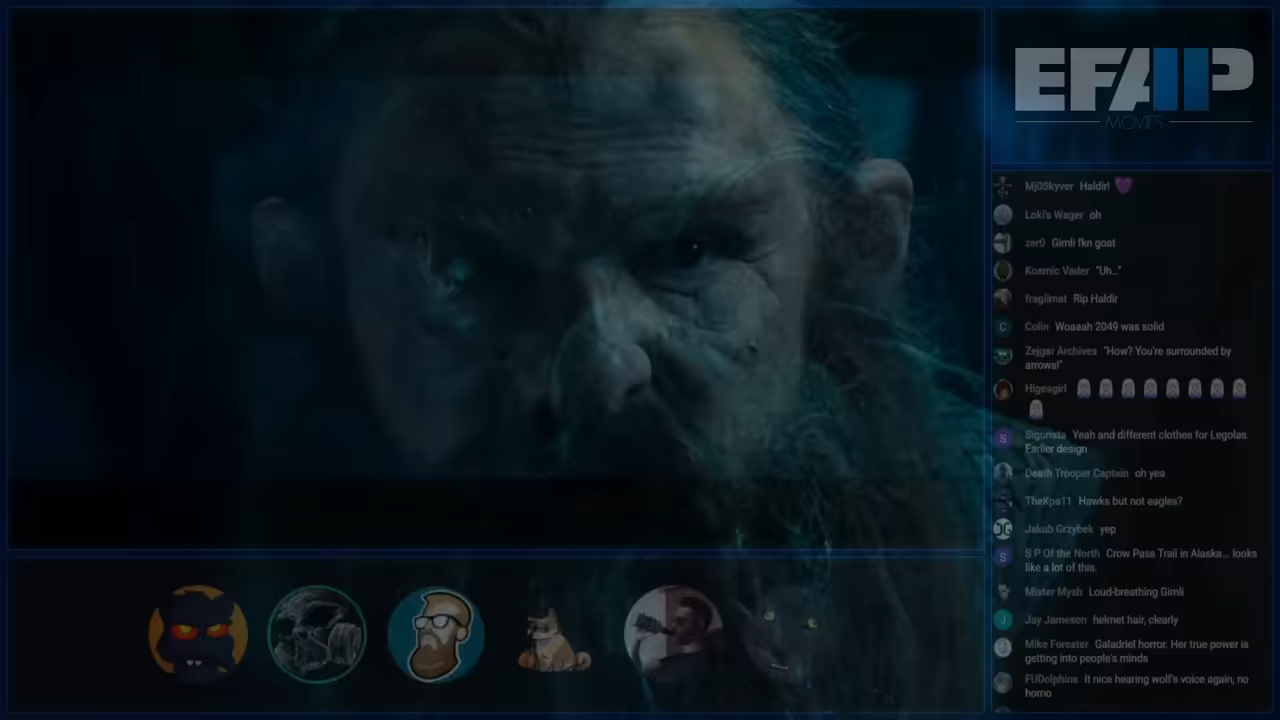 EFAP
MOVIES
Mj0Skyver Haldir!
Loki's Wager oh
zer0 Gimli fkn goat
Kosmic Vader "Uh..."
fraglimat Rip Haldir
C Colin Woaaah 2049 was solid
Zejgar Archives "How? You're surrounded by
arrows!"
Higesgirl
S Sigurista Yeah and different clothes for Legolas.
Earlier design
Death Trooper Captain oh yea
TheKpa11 Hawks but not eagles?
Jakub Grzybek yep
S S P Of the North Crow Pass Trail in Alaska... looks
like a lot of this.
Mister Mysh Loud-breathing Gimli
J Jay Jameson helmet hair, clearly
Mike Forester Galadriel horror. Her true power is
getting into people's minds
FUDolphins It nice hearing wolf's voice again, no
homo